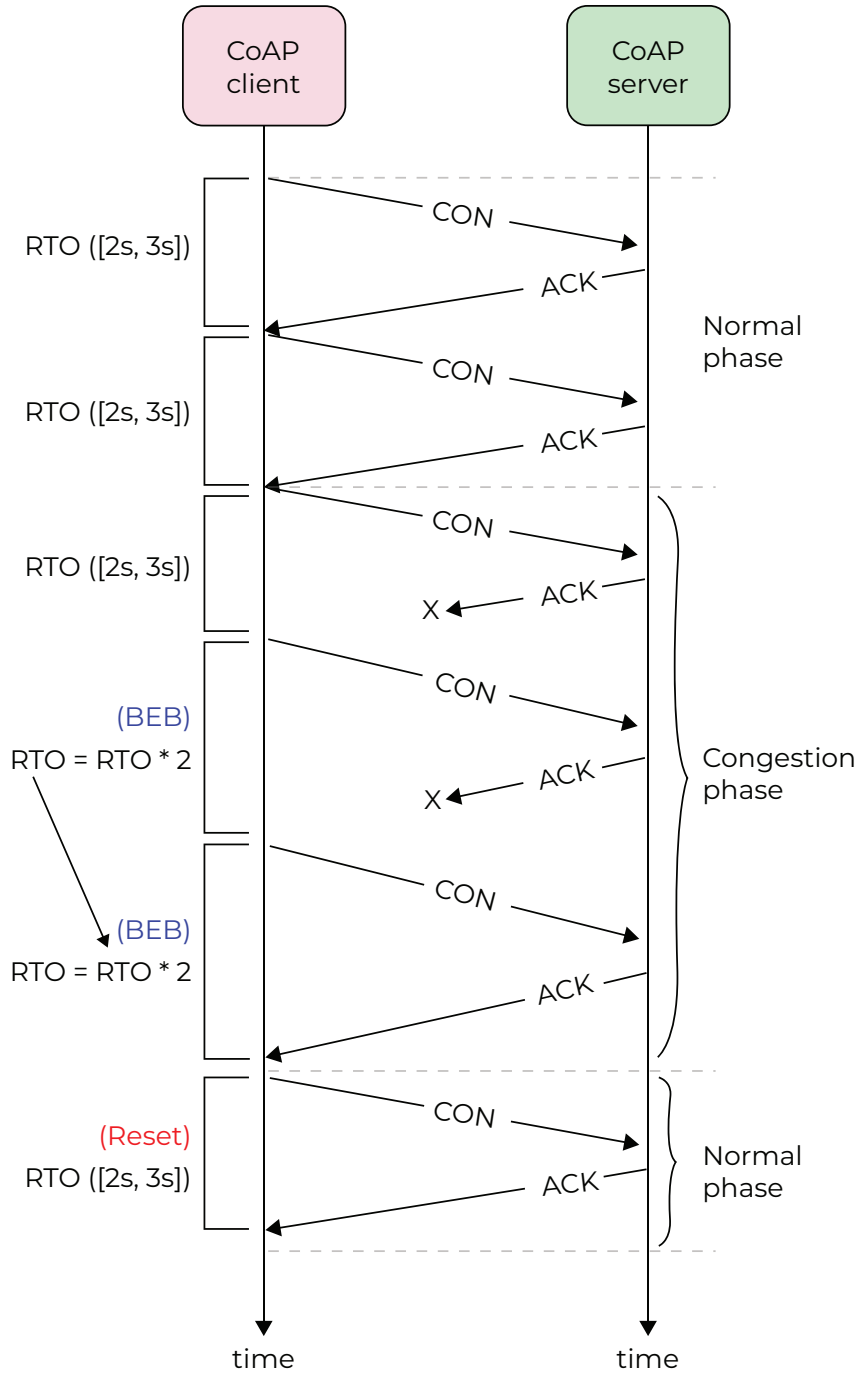 CoAP
client
CoAP
server
CON
RTO ([2s, 3s])
ACK
Normal
phase
CON
RTO ([2s, 3s])
ACK
CON
RTO ([2s, 3s])
ACK
X
CON
(BEB)
RTO = RTO * 2
ACK
X
Congestion
phase
CON
(BEB)
RTO = RTO * 2
ACK
CON
(Reset)
RTO ([2s, 3s])
ACK
Normal
phase
time
time